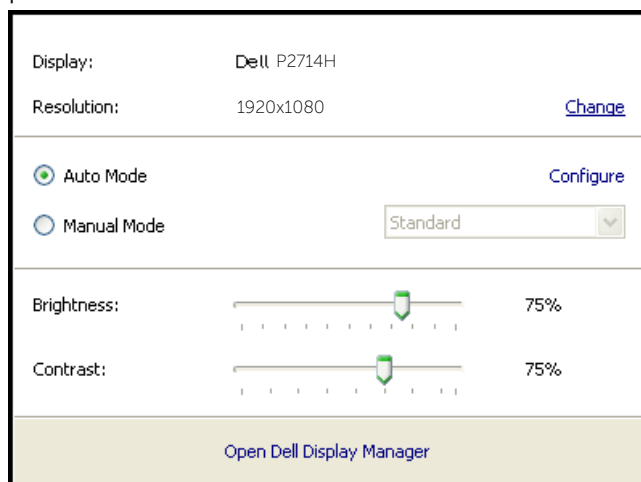 Display: Dell P2714H
Resolution: 1920x1080 Change
Auto Mode Configure
Manual Mode Standard
Brightness: 75%
Contrast: 75%
Open Dell Display Manager